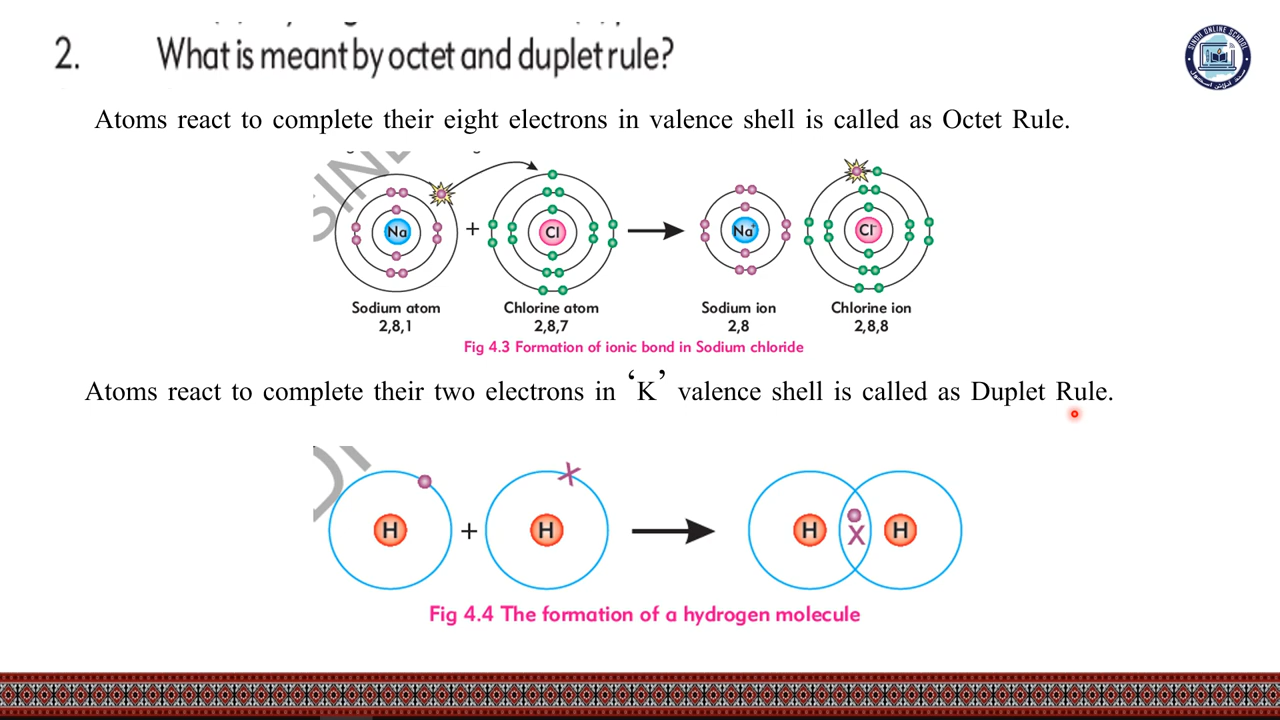 2. What is meant by octet and duplet rule?
SINDH ONLINE SCHOOL
Atoms react to complete their eight electrons in valence shell is called as Octet Rule.
Na + Cl Na⁺ Cl⁻
Sodium atom Chlorine atom Sodium ion Chlorine ion
2,8,1 2,8,7 2,8 2,8,8
Fig 4.3 Formation of ionic bond in Sodium chloride
Atoms react to complete their two electrons in ‘K’ valence shell is called as Duplet Rule.
H + H H X H
Fig 4.4 The formation of a hydrogen molecule